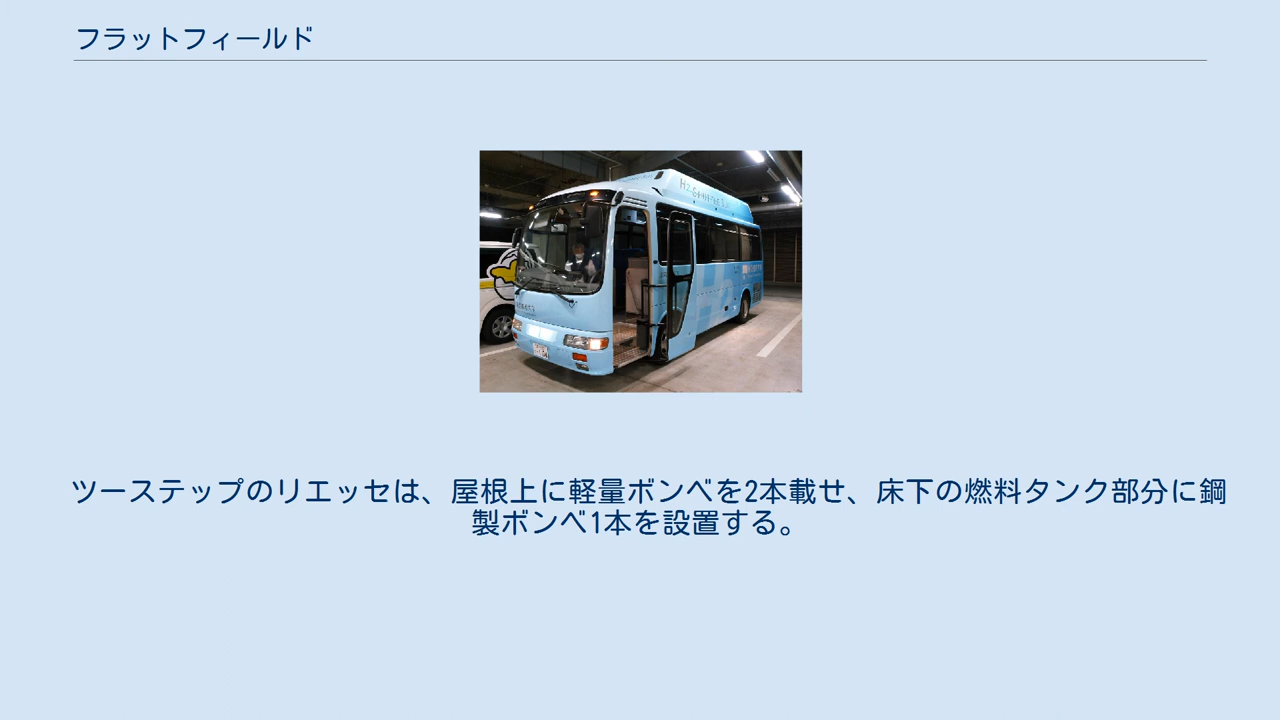 フラットフィールド
ツーステップのリエッセは、屋根上に軽量ボンベを2本載せ、床下の燃料タンク部分に鋼
製ボンベ1本を設置する。